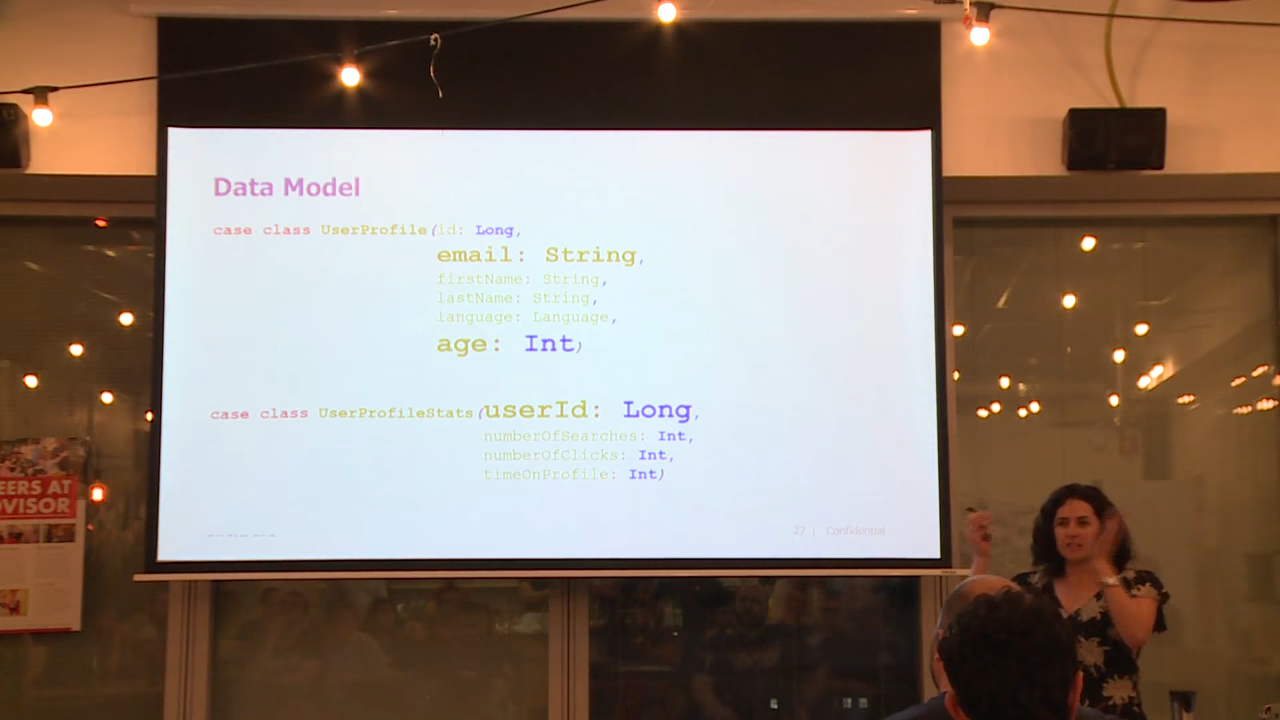 Data Model
case class UserProfile(id: Long,
email: String,
firstName: String,
lastName: String,
language: Language,
age: Int)
case class UserProfileStats(userId: Long,
numberOfSearches: Int,
numberOfClicks: Int,
timeOnProfile: Int)
27 | Confidential
EERS AT
VISOR